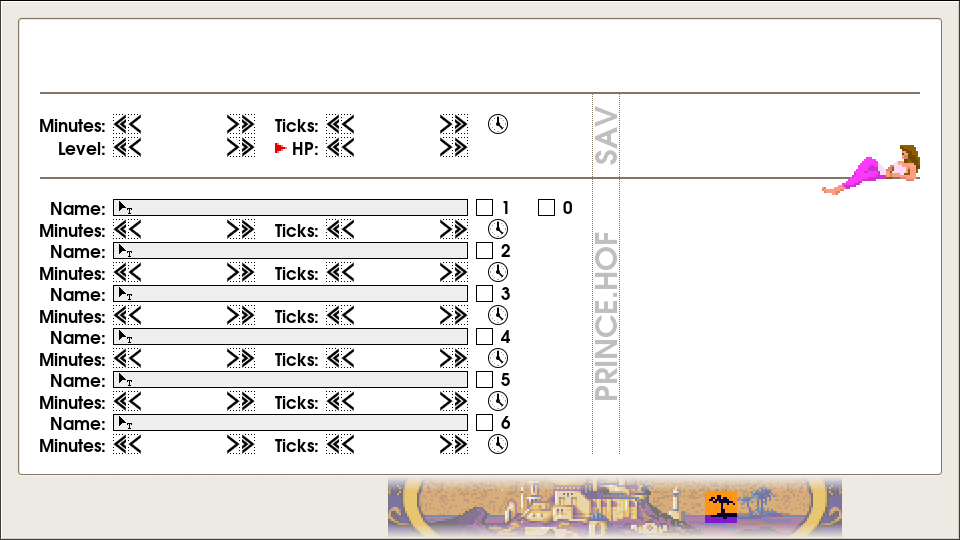 Minutes: Ticks:
Level: HP:
SAV
Name: T 1 0
Minutes: Ticks:
Name: T 2
Minutes: Ticks:
Name: T 3
Minutes: Ticks:
Name: T 4
Minutes: Ticks:
Name: T 5
Minutes: Ticks:
Name: T 6
Minutes: Ticks:
PRINCE.HOF